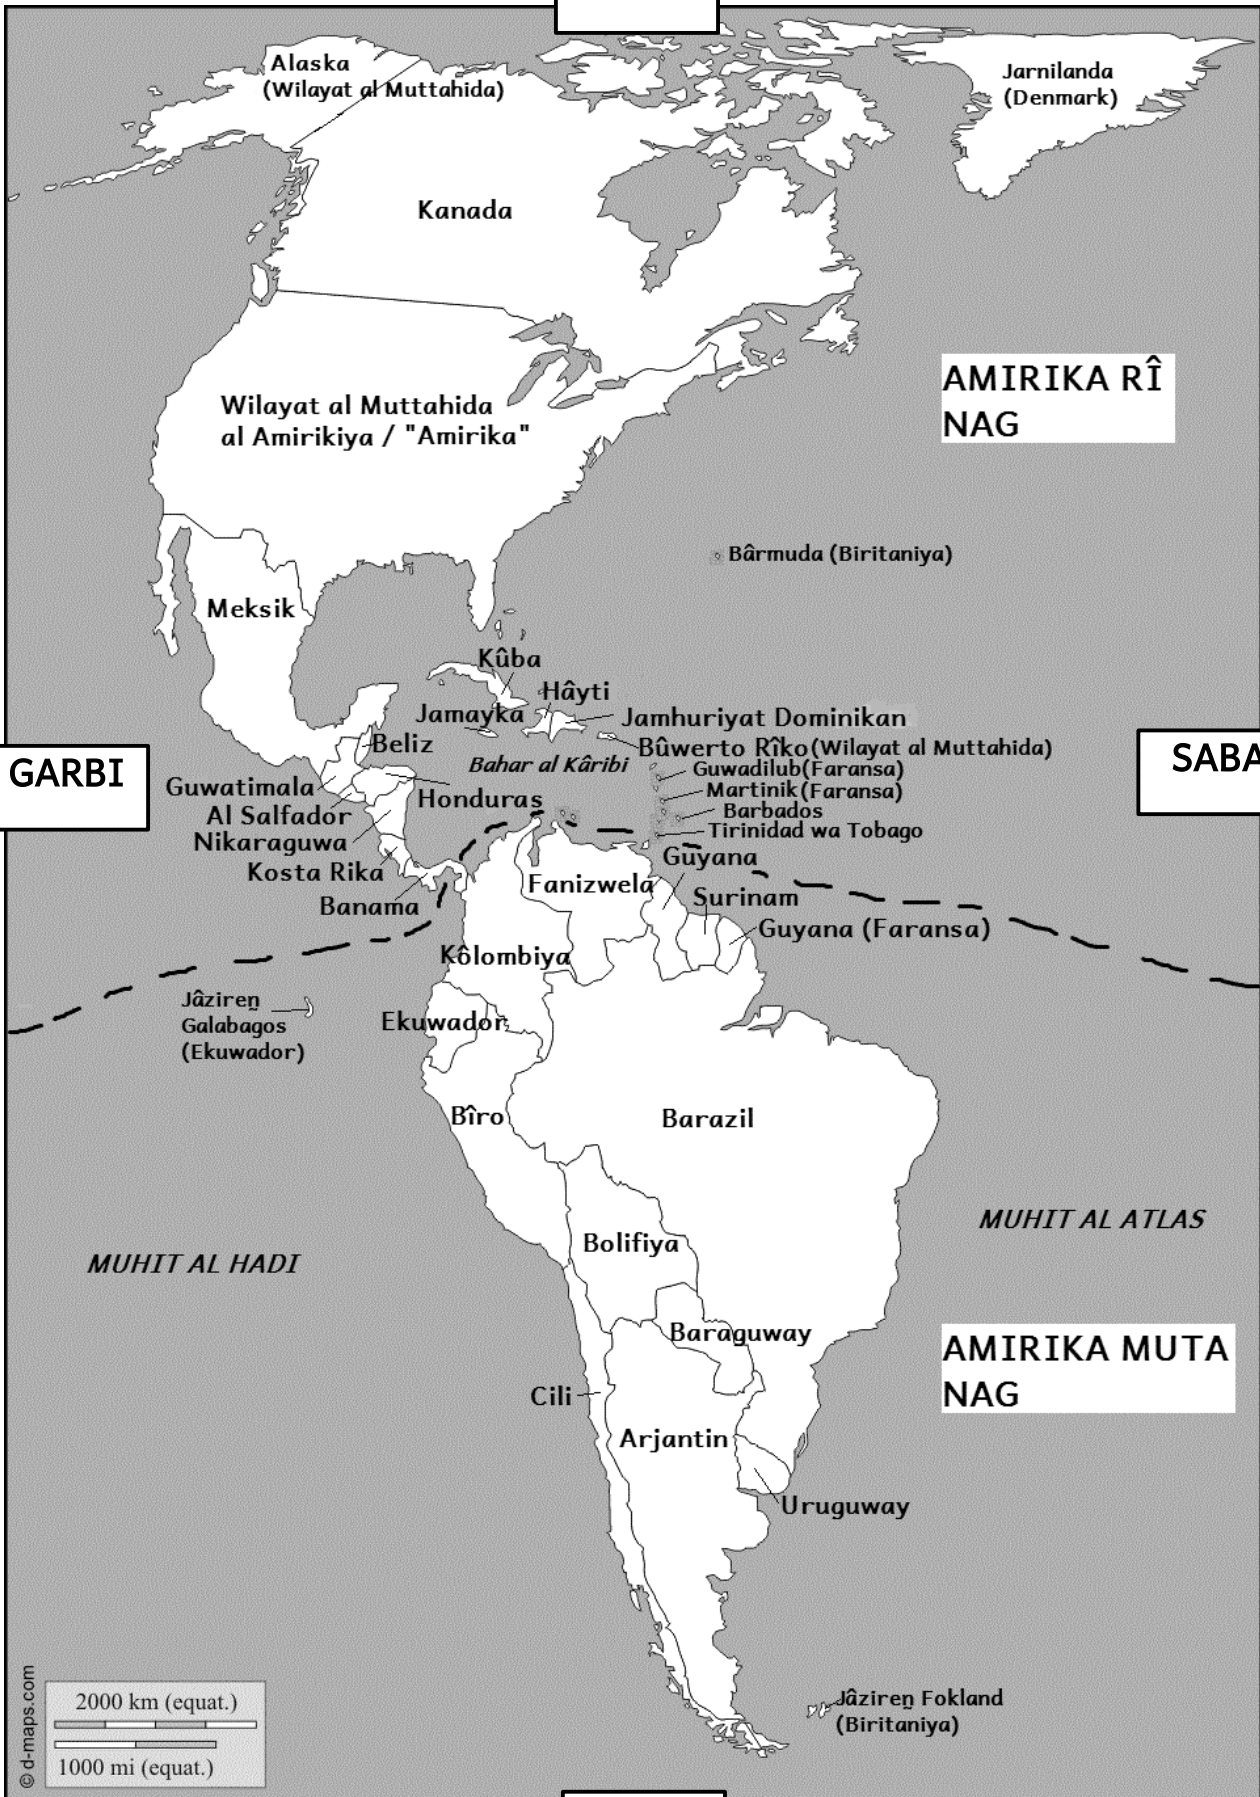 Alaska
(Wilayat al Muttahida)
Jarnilanda
(Denmark)
Kanada
AMIRIKA RÎ
NAG
Wilayat al Muttahida
al Amirikiya / "Amirika"
Bârmuda (Biritaniya)
Meksik
Kûba
Hâyti
Jamayka
Jamhuriyat Dominikan
Beliz
Bûwerto Rîko (Wilayat al Muttahida)
GARBI
SABA
Bahar al Kâribi
Guwadilub (Faransa)
Guwatimala
Honduras
Martinik (Faransa)
Al Salfador
Barbados
Nikaraguwa
Tirinidad wa Tobago
Kosta Rika
Guyana
Fanizwela
Banama
Surinam
Guyana (Faransa)
Kôlombiya
Jâzireṉ
Galabagos
(Ekuwador)
Ekuwador
Bîro
Barazil
MUHIT AL ATLAS
Bolifiya
MUHIT AL HADI
Baraguway
AMIRIKA MUTA
NAG
Cili
Arjantin
Uruguway
Jâzireṉ Fokland
(Biritaniya)
2000 km (equat.)
1000 mi (equat.)
© d-maps.com